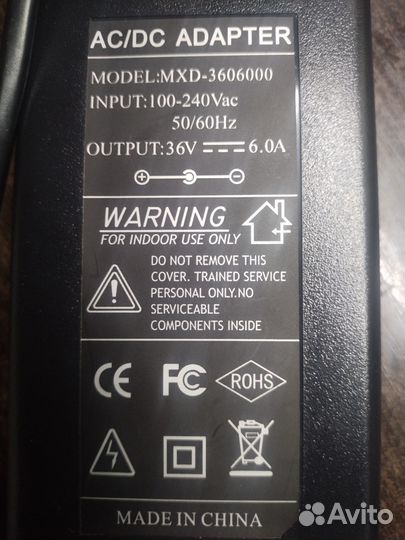 AC/DC ADAPTER
MODEL:MXD-3606000
INPUT:100-240Vac
50/60Hz
OUTPUT:36V ⎓ 6.0A
+ −
WARNING
FOR INDOOR USE ONLY
DO NOT REMOVE THIS
COVER. TRAINED SERVICE
PERSONAL ONLY.NO
SERVICEABLE
COMPONENTS INSIDE
CE FC ROHS
MADE IN CHINA
Avito